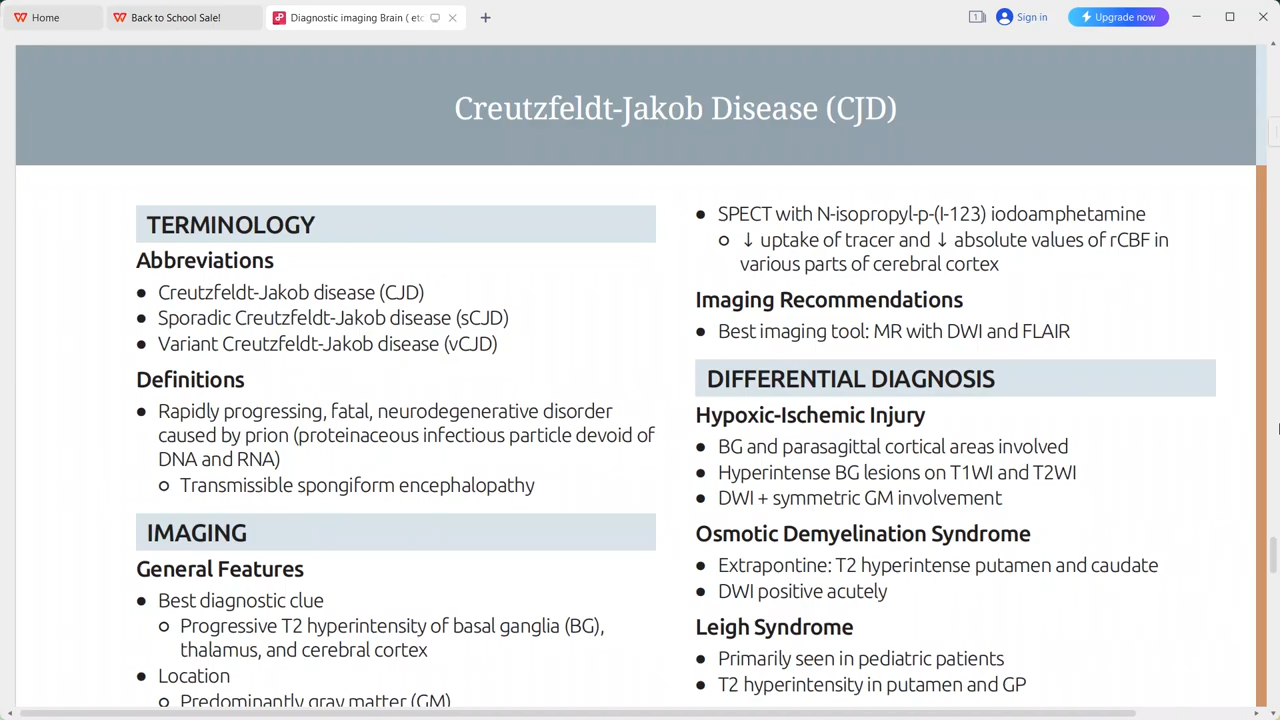 Home
Back to School Sale!
Diagnostic imaging Brain ( etc
1
Sign in
Upgrade now
Creutzfeldt-Jakob Disease (CJD)
TERMINOLOGY
Abbreviations
● Creutzfeldt-Jakob disease (CJD)
● Sporadic Creutzfeldt-Jakob disease (sCJD)
● Variant Creutzfeldt-Jakob disease (vCJD)
Definitions
● Rapidly progressing, fatal, neurodegenerative disorder
caused by prion (proteinaceous infectious particle devoid of
DNA and RNA)
○ Transmissible spongiform encephalopathy
IMAGING
General Features
● Best diagnostic clue
○ Progressive T2 hyperintensity of basal ganglia (BG),
thalamus, and cerebral cortex
● Location
○ Predominantly gray matter (GM)
● SPECT with N-isopropyl-p-(I-123) iodoamphetamine
○ ↓ uptake of tracer and ↓ absolute values of rCBF in
various parts of cerebral cortex
Imaging Recommendations
● Best imaging tool: MR with DWI and FLAIR
DIFFERENTIAL DIAGNOSIS
Hypoxic-Ischemic Injury
● BG and parasagittal cortical areas involved
● Hyperintense BG lesions on T1WI and T2WI
● DWI + symmetric GM involvement
Osmotic Demyelination Syndrome
● Extrapontine: T2 hyperintense putamen and caudate
● DWI positive acutely
Leigh Syndrome
● Primarily seen in pediatric patients
● T2 hyperintensity in putamen and GP